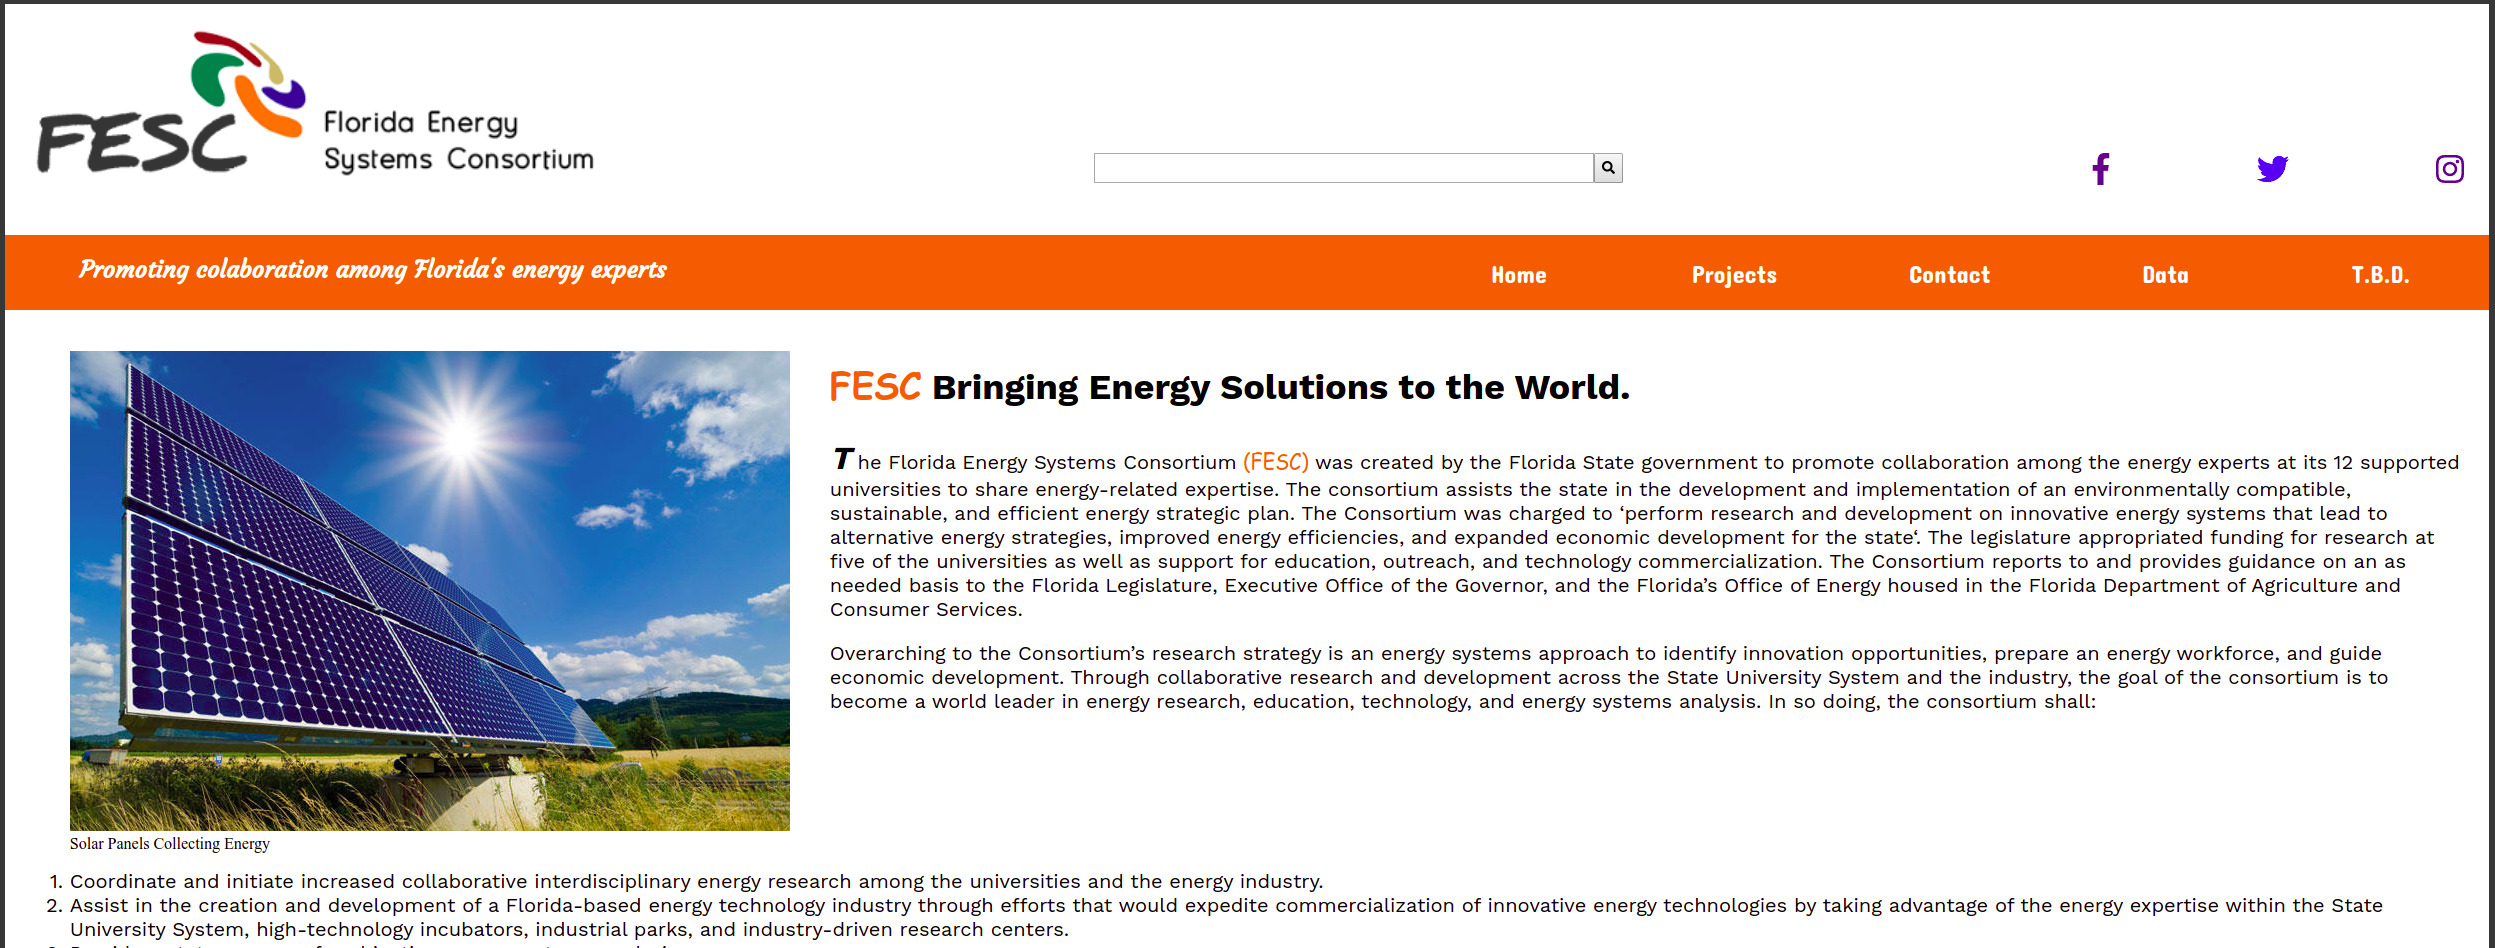 FESC
Florida Energy
Systems Consortium
Promoting colaboration among Florida's energy experts
Home Projects Contact Data T.B.D.
FESC Bringing Energy Solutions to the World.
The Florida Energy Systems Consortium (FESC) was created by the Florida State government to promote collaboration among the energy experts at its 12 supported
universities to share energy-related expertise. The consortium assists the state in the development and implementation of an environmentally compatible,
sustainable, and efficient energy strategic plan. The Consortium was charged to ‘perform research and development on innovative energy systems that lead to
alternative energy strategies, improved energy efficiencies, and expanded economic development for the state‘. The legislature appropriated funding for research at
five of the universities as well as support for education, outreach, and technology commercialization. The Consortium reports to and provides guidance on an as
needed basis to the Florida Legislature, Executive Office of the Governor, and the Florida’s Office of Energy housed in the Florida Department of Agriculture and
Consumer Services.
Overarching to the Consortium’s research strategy is an energy systems approach to identify innovation opportunities, prepare an energy workforce, and guide
economic development. Through collaborative research and development across the State University System and the industry, the goal of the consortium is to
become a world leader in energy research, education, technology, and energy systems analysis. In so doing, the consortium shall:
Solar Panels Collecting Energy
1. Coordinate and initiate increased collaborative interdisciplinary energy research among the universities and the energy industry.
2. Assist in the creation and development of a Florida-based energy technology industry through efforts that would expedite commercialization of innovative energy technologies by taking advantage of the energy expertise within the State
University System, high-technology incubators, industrial parks, and industry-driven research centers.